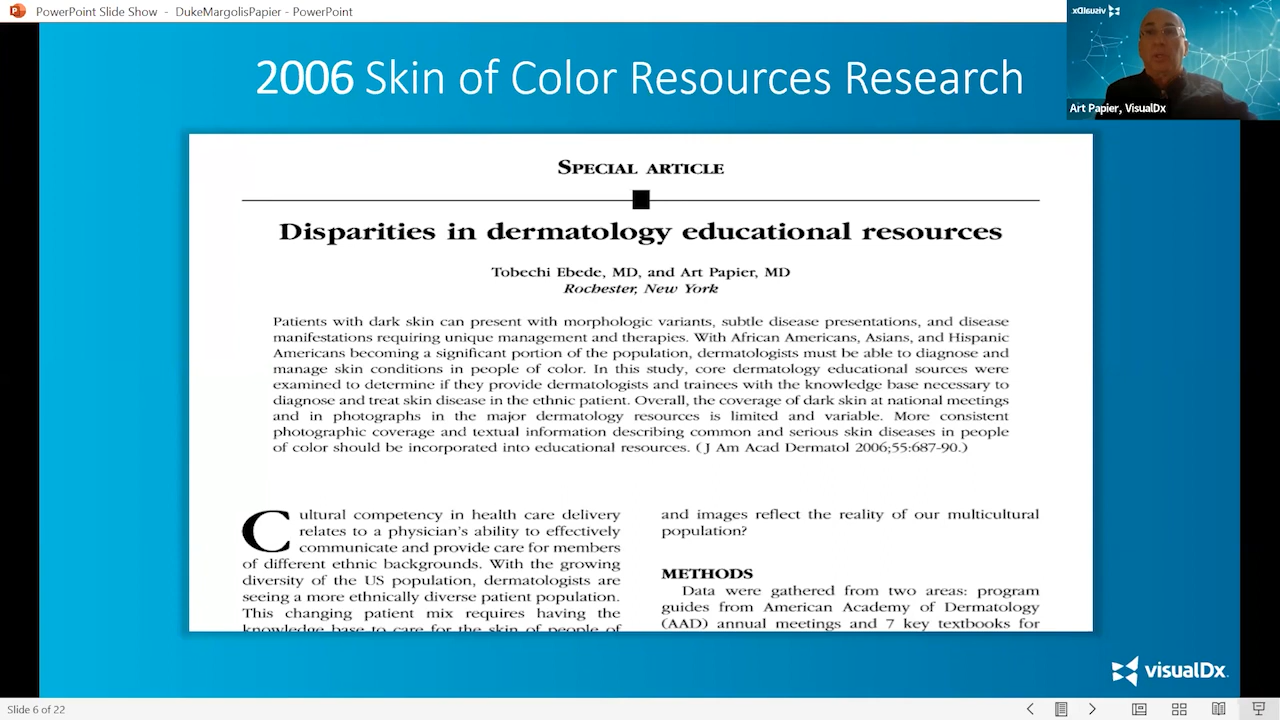 PowerPoint Slide Show - DukeMargolisPapier - PowerPoint
visualDx
Art Papier, VisualDx
2006 Skin of Color Resources Research
SPECIAL ARTICLE
Disparities in dermatology educational resources
Tobechi Ebede, MD, and Art Papier, MD
Rochester, New York
Patients with dark skin can present with morphologic variants, subtle disease presentations, and disease
manifestations requiring unique management and therapies. With African Americans, Asians, and Hispanic
Americans becoming a significant portion of the population, dermatologists must be able to diagnose and
manage skin conditions in people of color. In this study, core dermatology educational sources were
examined to determine if they provide dermatologists and trainees with the knowledge base necessary to
diagnose and treat skin disease in the ethnic patient. Overall, the coverage of dark skin at national meetings
and in photographs in the major dermatology resources is limited and variable. More consistent
photographic coverage and textual information describing common and serious skin diseases in people
of color should be incorporated into educational resources. ( J Am Acad Dermatol 2006;55:687-90.)
Cultural competency in health care delivery
relates to a physician's ability to effectively
communicate and provide care for members
of different ethnic backgrounds. With the growing
diversity of the US population, dermatologists are
seeing a more ethnically diverse patient population.
This changing patient mix requires having the
knowledge base to care for the skin of people of
and images reflect the reality of our multicultural
population?
METHODS
Data were gathered from two areas: program
guides from American Academy of Dermatology
(AAD) annual meetings and 7 key textbooks for
visualDx
Slide 6 of 22